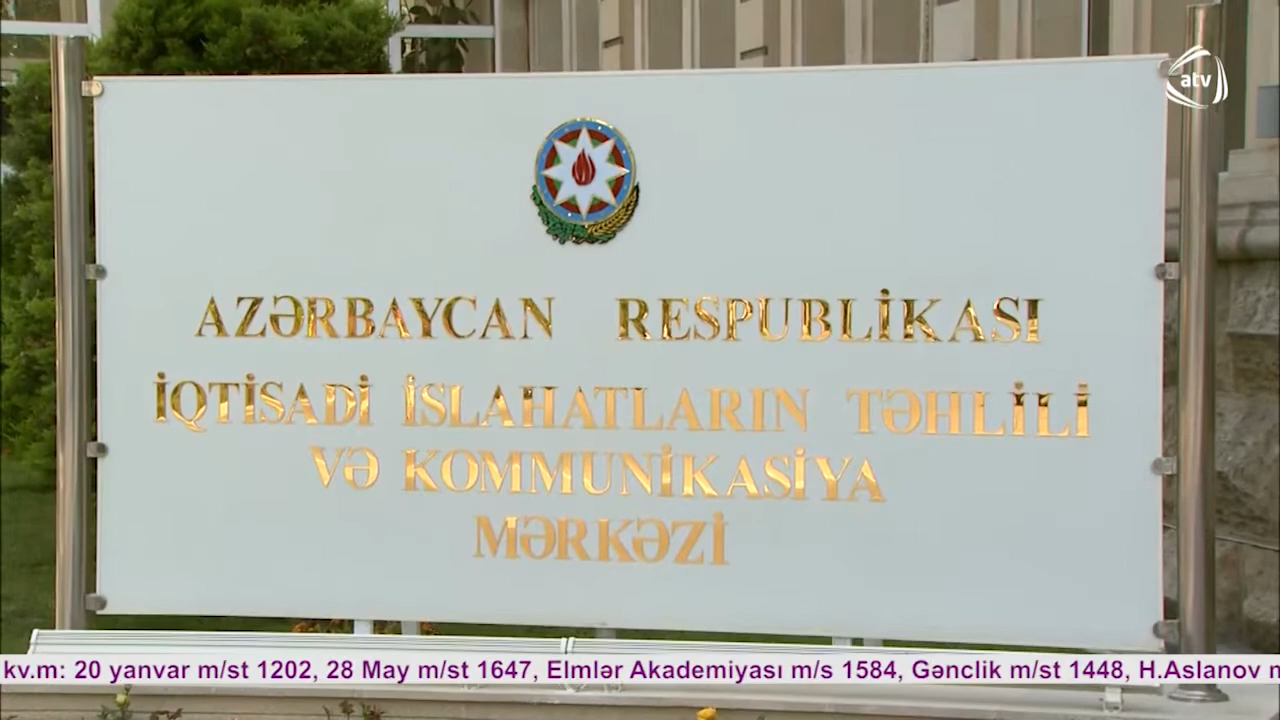 atv
AZƏRBAYCAN RESPUBLİKASI
İQTİSADİ İSLAHATLARIN TƏHLİLİ
VƏ KOMMUNİKASİYA
MƏRKƏZİ
kv.m: 20 yanvar m/st 1202, 28 May m/st 1647, Elmlər Akademiyası m/s 1584, Gənclik m/st 1448, H.Aslanov